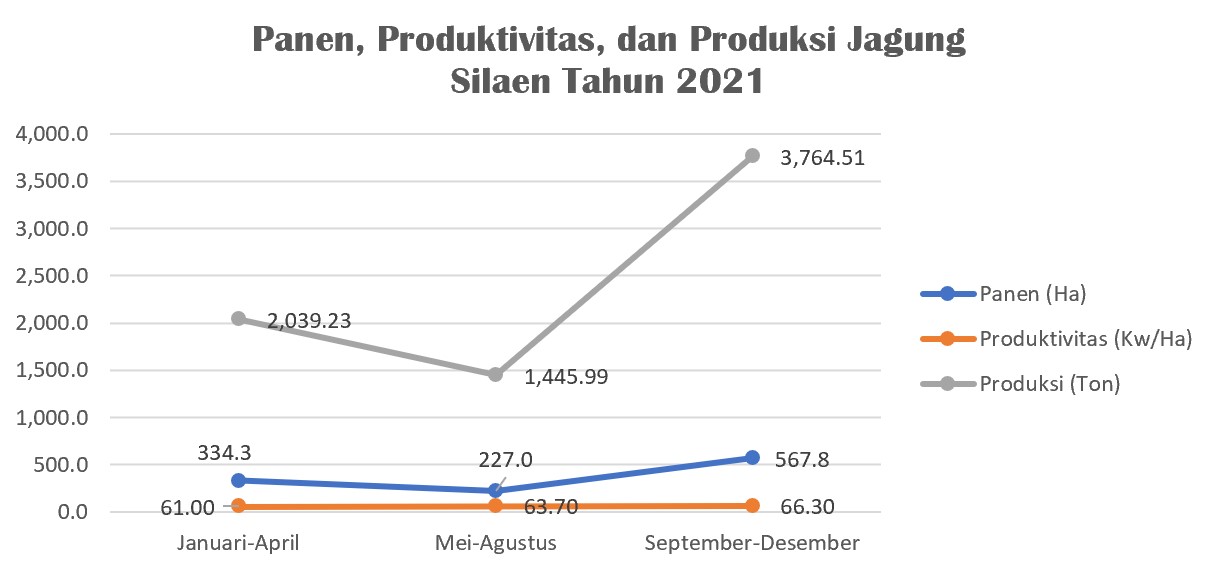 Panen, Produktivitas, dan Produksi Jagung
Silaen Tahun 2021
4,000.0
3,500.0
3,000.0
2,500.0
2,000.0
1,500.0
1,000.0
500.0
0.0
3,764.51
2,039.23
1,445.99
334.3
227.0
567.8
61.00
63.70
66.30
Januari-April
Mei-Agustus
September-Desember
Panen (Ha)
Produktivitas (Kw/Ha)
Produksi (Ton)